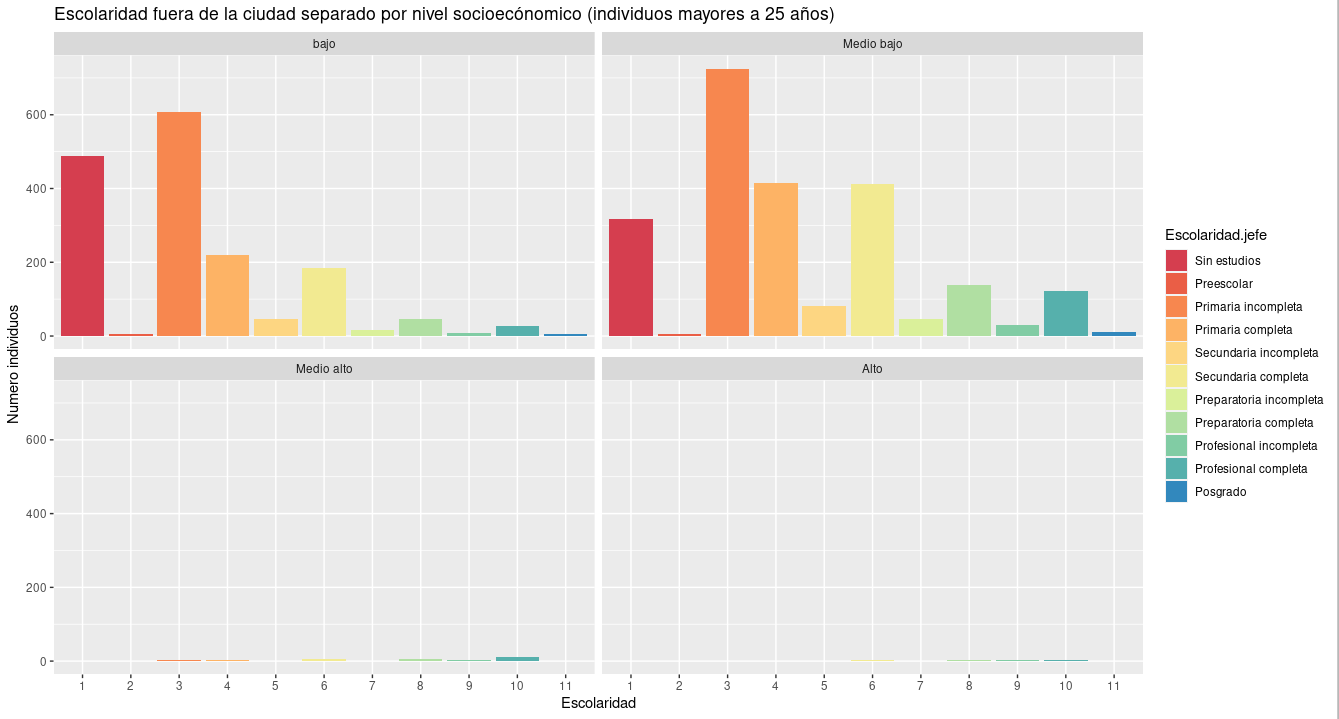 Escolaridad fuera de la ciudad separado por nivel socioecónomico (individuos mayores a 25 años)
bajo
Medio bajo
600
400
200
0
Medio alto
Alto
600
400
200
0
1 2 3 4 5 6 7 8 9 10 11
1 2 3 4 5 6 7 8 9 10 11
Escolaridad
Numero individuos
Escolaridad.jefe
Sin estudios
Preescolar
Primaria incompleta
Primaria completa
Secundaria incompleta
Secundaria completa
Preparatoria incompleta
Preparatoria completa
Profesional incompleta
Profesional completa
Posgrado